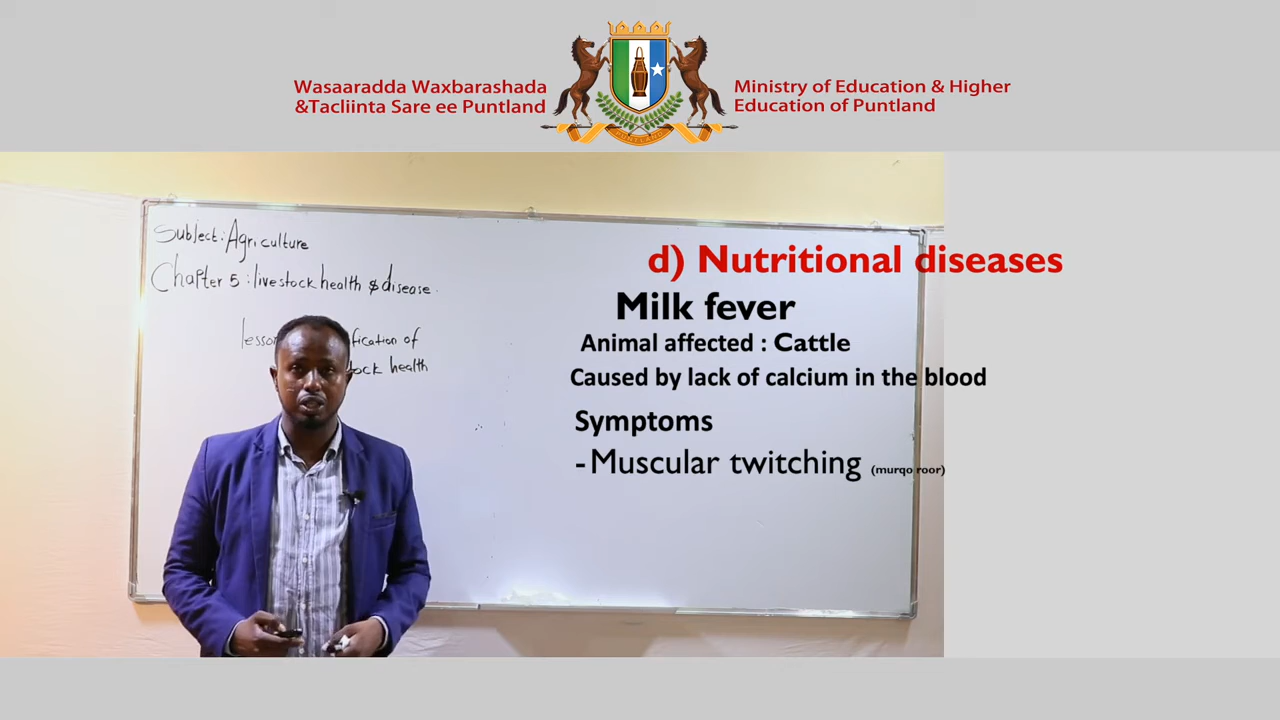 Wasaaradda Waxbarashada
&Tacliinta Sare ee Puntland
Ministry of Education & Higher
Education of Puntland
PUNTLAND
Subject: Agriculture
Chapter 5: livestock health & disease.
lesson
fication of
stock health
d) Nutritional diseases
Milk fever
Animal affected : Cattle
Caused by lack of calcium in the blood
Symptoms
-Muscular twitching (murqo roor)